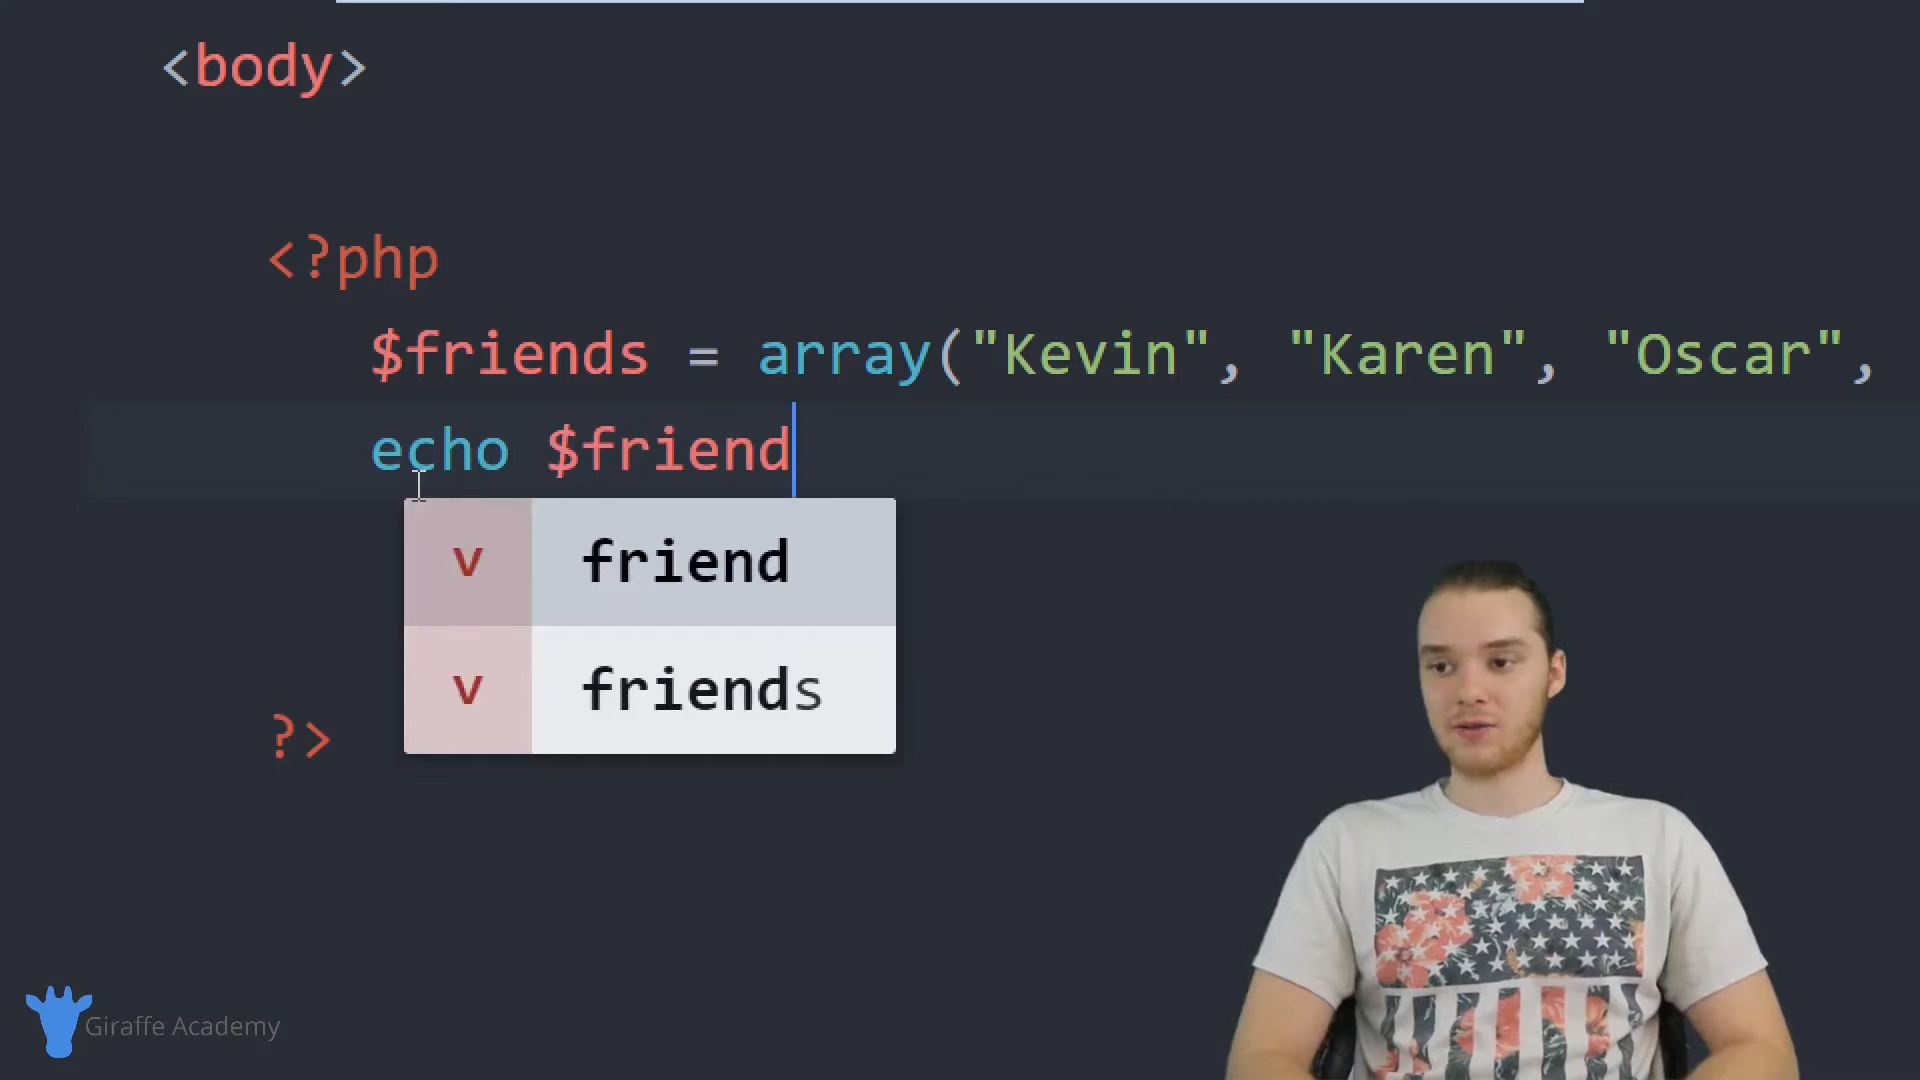 <body>
<?php
$friends = array("Kevin", "Karen", "Oscar",
echo $friend
v friend
v friends
?>
Giraffe Academy